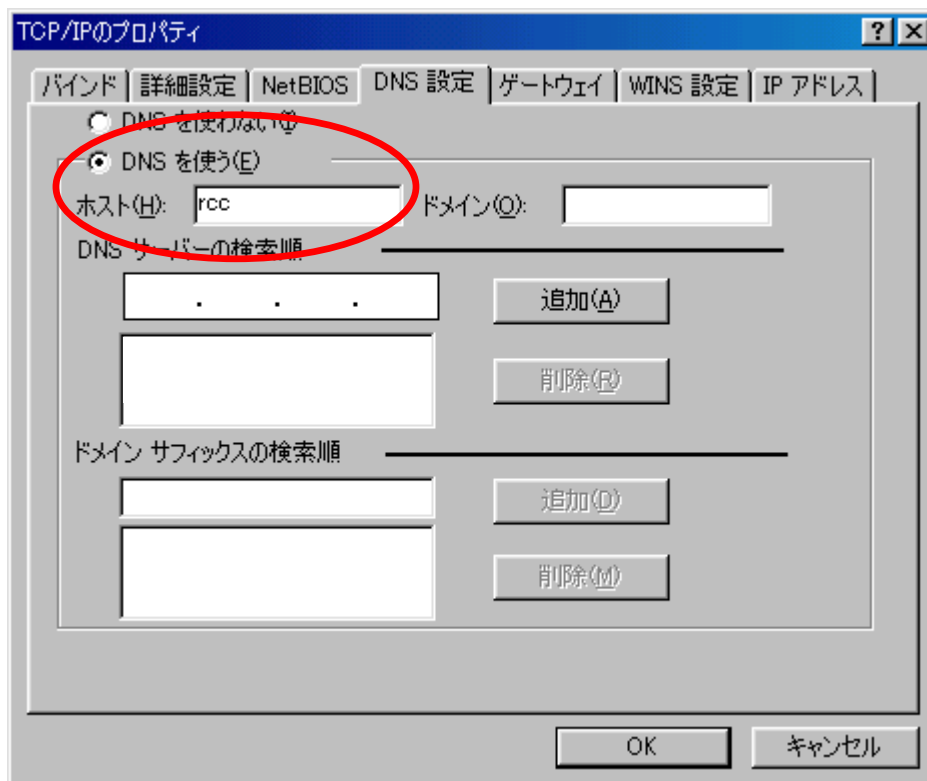 TCP/IPのプロパティ
バインド 詳細設定 NetBIOS DNS 設定 ゲートウェイ WINS 設定 IP アドレス
DNS を使わない(I)
DNS を使う(E)
ホスト(H): rcc ドメイン(O):
DNS サーバーの検索順
. . . 追加(A)
削除(R)
ドメイン サフィックスの検索順
追加(D)
削除(M)
OK キャンセル